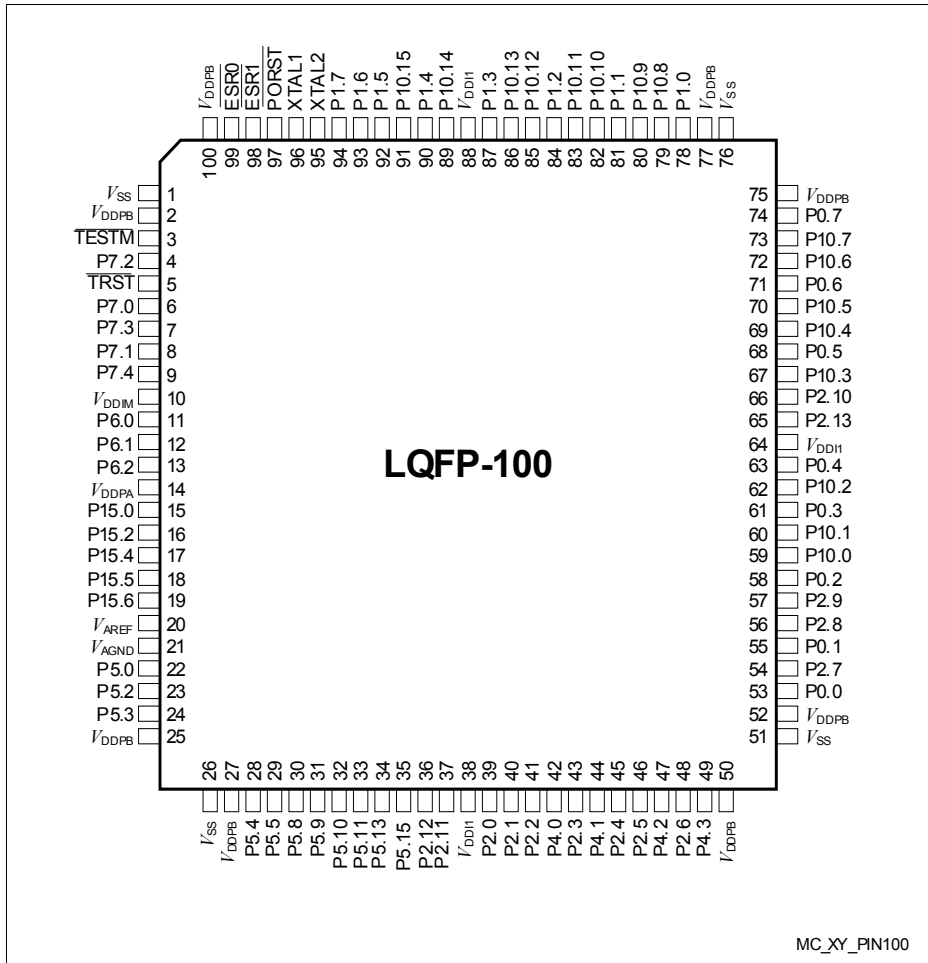 VDDPB
ESR0
ESR1
PORST
XTAL1
XTAL2
P1.7
P1.6
P1.5
P10.15
P1.4
P10.14
VDDI1
P1.3
P10.13
P10.12
P1.2
P10.11
P10.10
P1.1
P10.9
P10.8
P1.0
VDDPB
VSS
100
99
98
97
96
95
94
93
92
91
90
89
88
87
86
85
84
83
82
81
80
79
78
77
76
VSS 1
VDDPB 2
TESTM 3
P7.2 4
TRST 5
P7.0 6
P7.3 7
P7.1 8
P7.4 9
VDDIM 10
P6.0 11
P6.1 12
P6.2 13
VDDPA 14
P15.0 15
P15.2 16
P15.4 17
P15.5 18
P15.6 19
VAREF 20
VAGND 21
P5.0 22
P5.2 23
P5.3 24
VDDPB 25
LQFP-100
75 VDDPB
74 P0.7
73 P10.7
72 P10.6
71 P0.6
70 P10.5
69 P10.4
68 P0.5
67 P10.3
66 P2.10
65 P2.13
64 VDDI1
63 P0.4
62 P10.2
61 P0.3
60 P10.1
59 P10.0
58 P0.2
57 P2.9
56 P2.8
55 P0.1
54 P2.7
53 P0.0
52 VDDPB
51 VSS
26
27
28
29
30
31
32
33
34
35
36
37
38
39
40
41
42
43
44
45
46
47
48
49
50
VSS
VDDPB
P5.4
P5.5
P5.8
P5.9
P5.10
P5.11
P5.13
P5.15
P2.12
P2.11
VDDI1
P2.0
P2.1
P2.2
P4.0
P2.3
P4.1
P2.4
P2.5
P4.2
P2.6
P4.3
VDDPB
MC_XY_PIN100